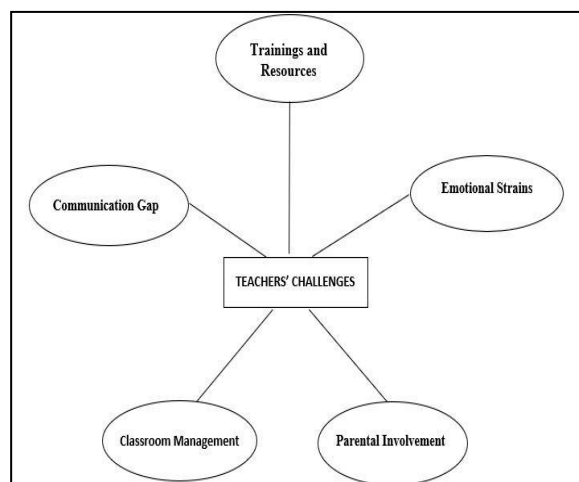 Trainings and
Resources
Communication Gap
Emotional Strains
TEACHERS' CHALLENGES
Classroom Management
Parental Involvement